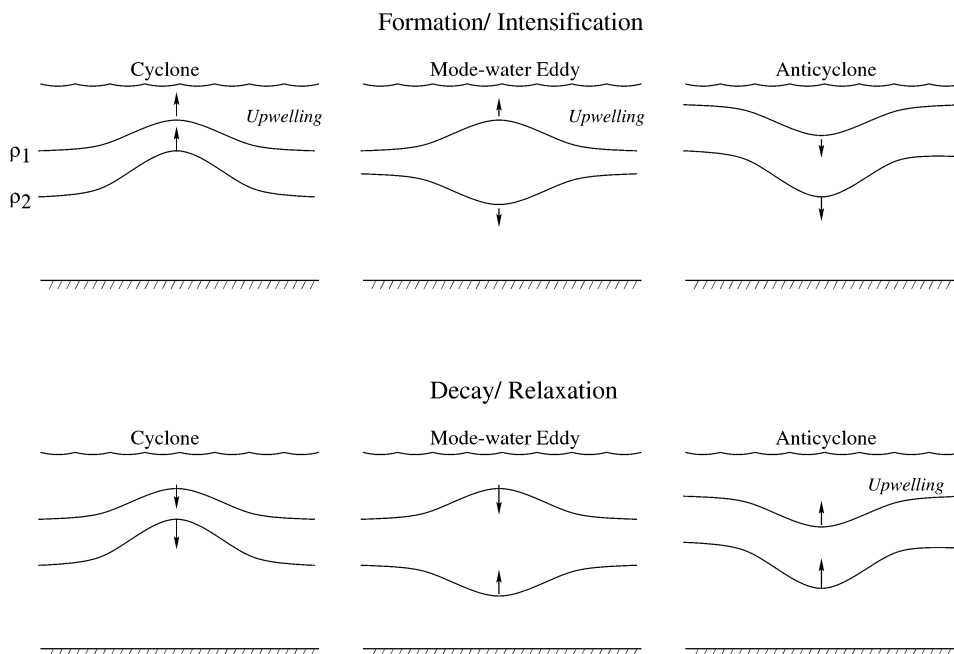 Formation/ Intensification
Cyclone
Mode-water Eddy
Anticyclone
Upwelling
Upwelling
ρ1
ρ2
Decay/ Relaxation
Cyclone
Mode-water Eddy
Anticyclone
Upwelling